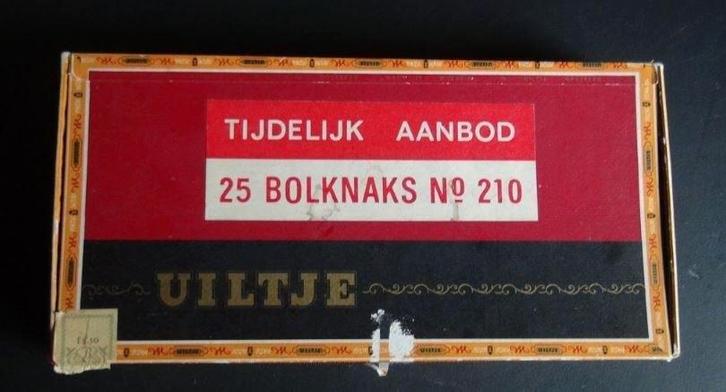 TIJDELIJK AANBOD
25 BOLKNAKS Nº 210
UILTJE